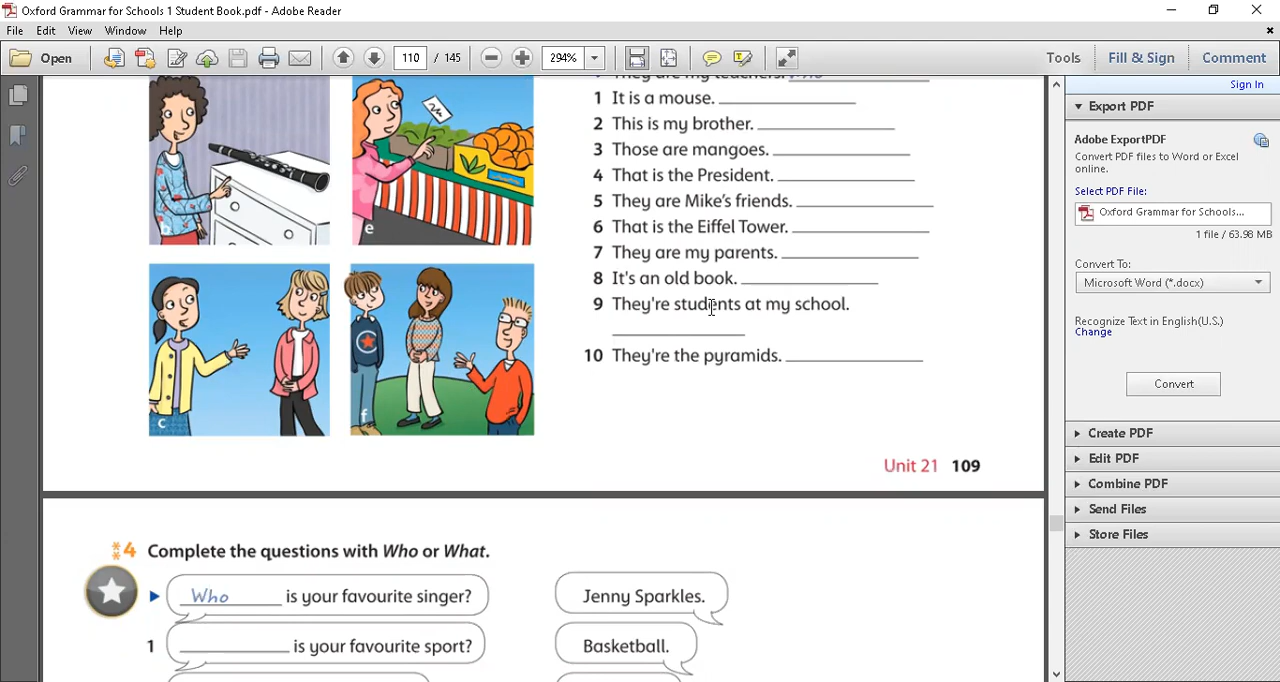 Oxford Grammar for Schools 1 Student Book.pdf - Adobe Reader
File Edit View Window Help
Open 110 / 145 294% Tools Fill & Sign Comment
Sign In
Export PDF
Adobe ExportPDF
Convert PDF files to Word or Excel
online.
Select PDF File:
Oxford Grammar for Schools...
1 file / 63.98 MB
Convert To:
Microsoft Word (*.docx)
Recognize Text in English(U.S.)
Change
Convert
Create PDF
Edit PDF
Combine PDF
Send Files
Store Files
24
e
c
f
They are my teachers. Who
1 It is a mouse.
2 This is my brother.
3 Those are mangoes.
4 That is the President.
5 They are Mike's friends.
6 That is the Eiffel Tower.
7 They are my parents.
8 It's an old book.
9 They're students at my school.
10 They're the pyramids.
Unit 21 109
4 Complete the questions with Who or What.
Who is your favourite singer? Jenny Sparkles.
1 is your favourite sport? Basketball.